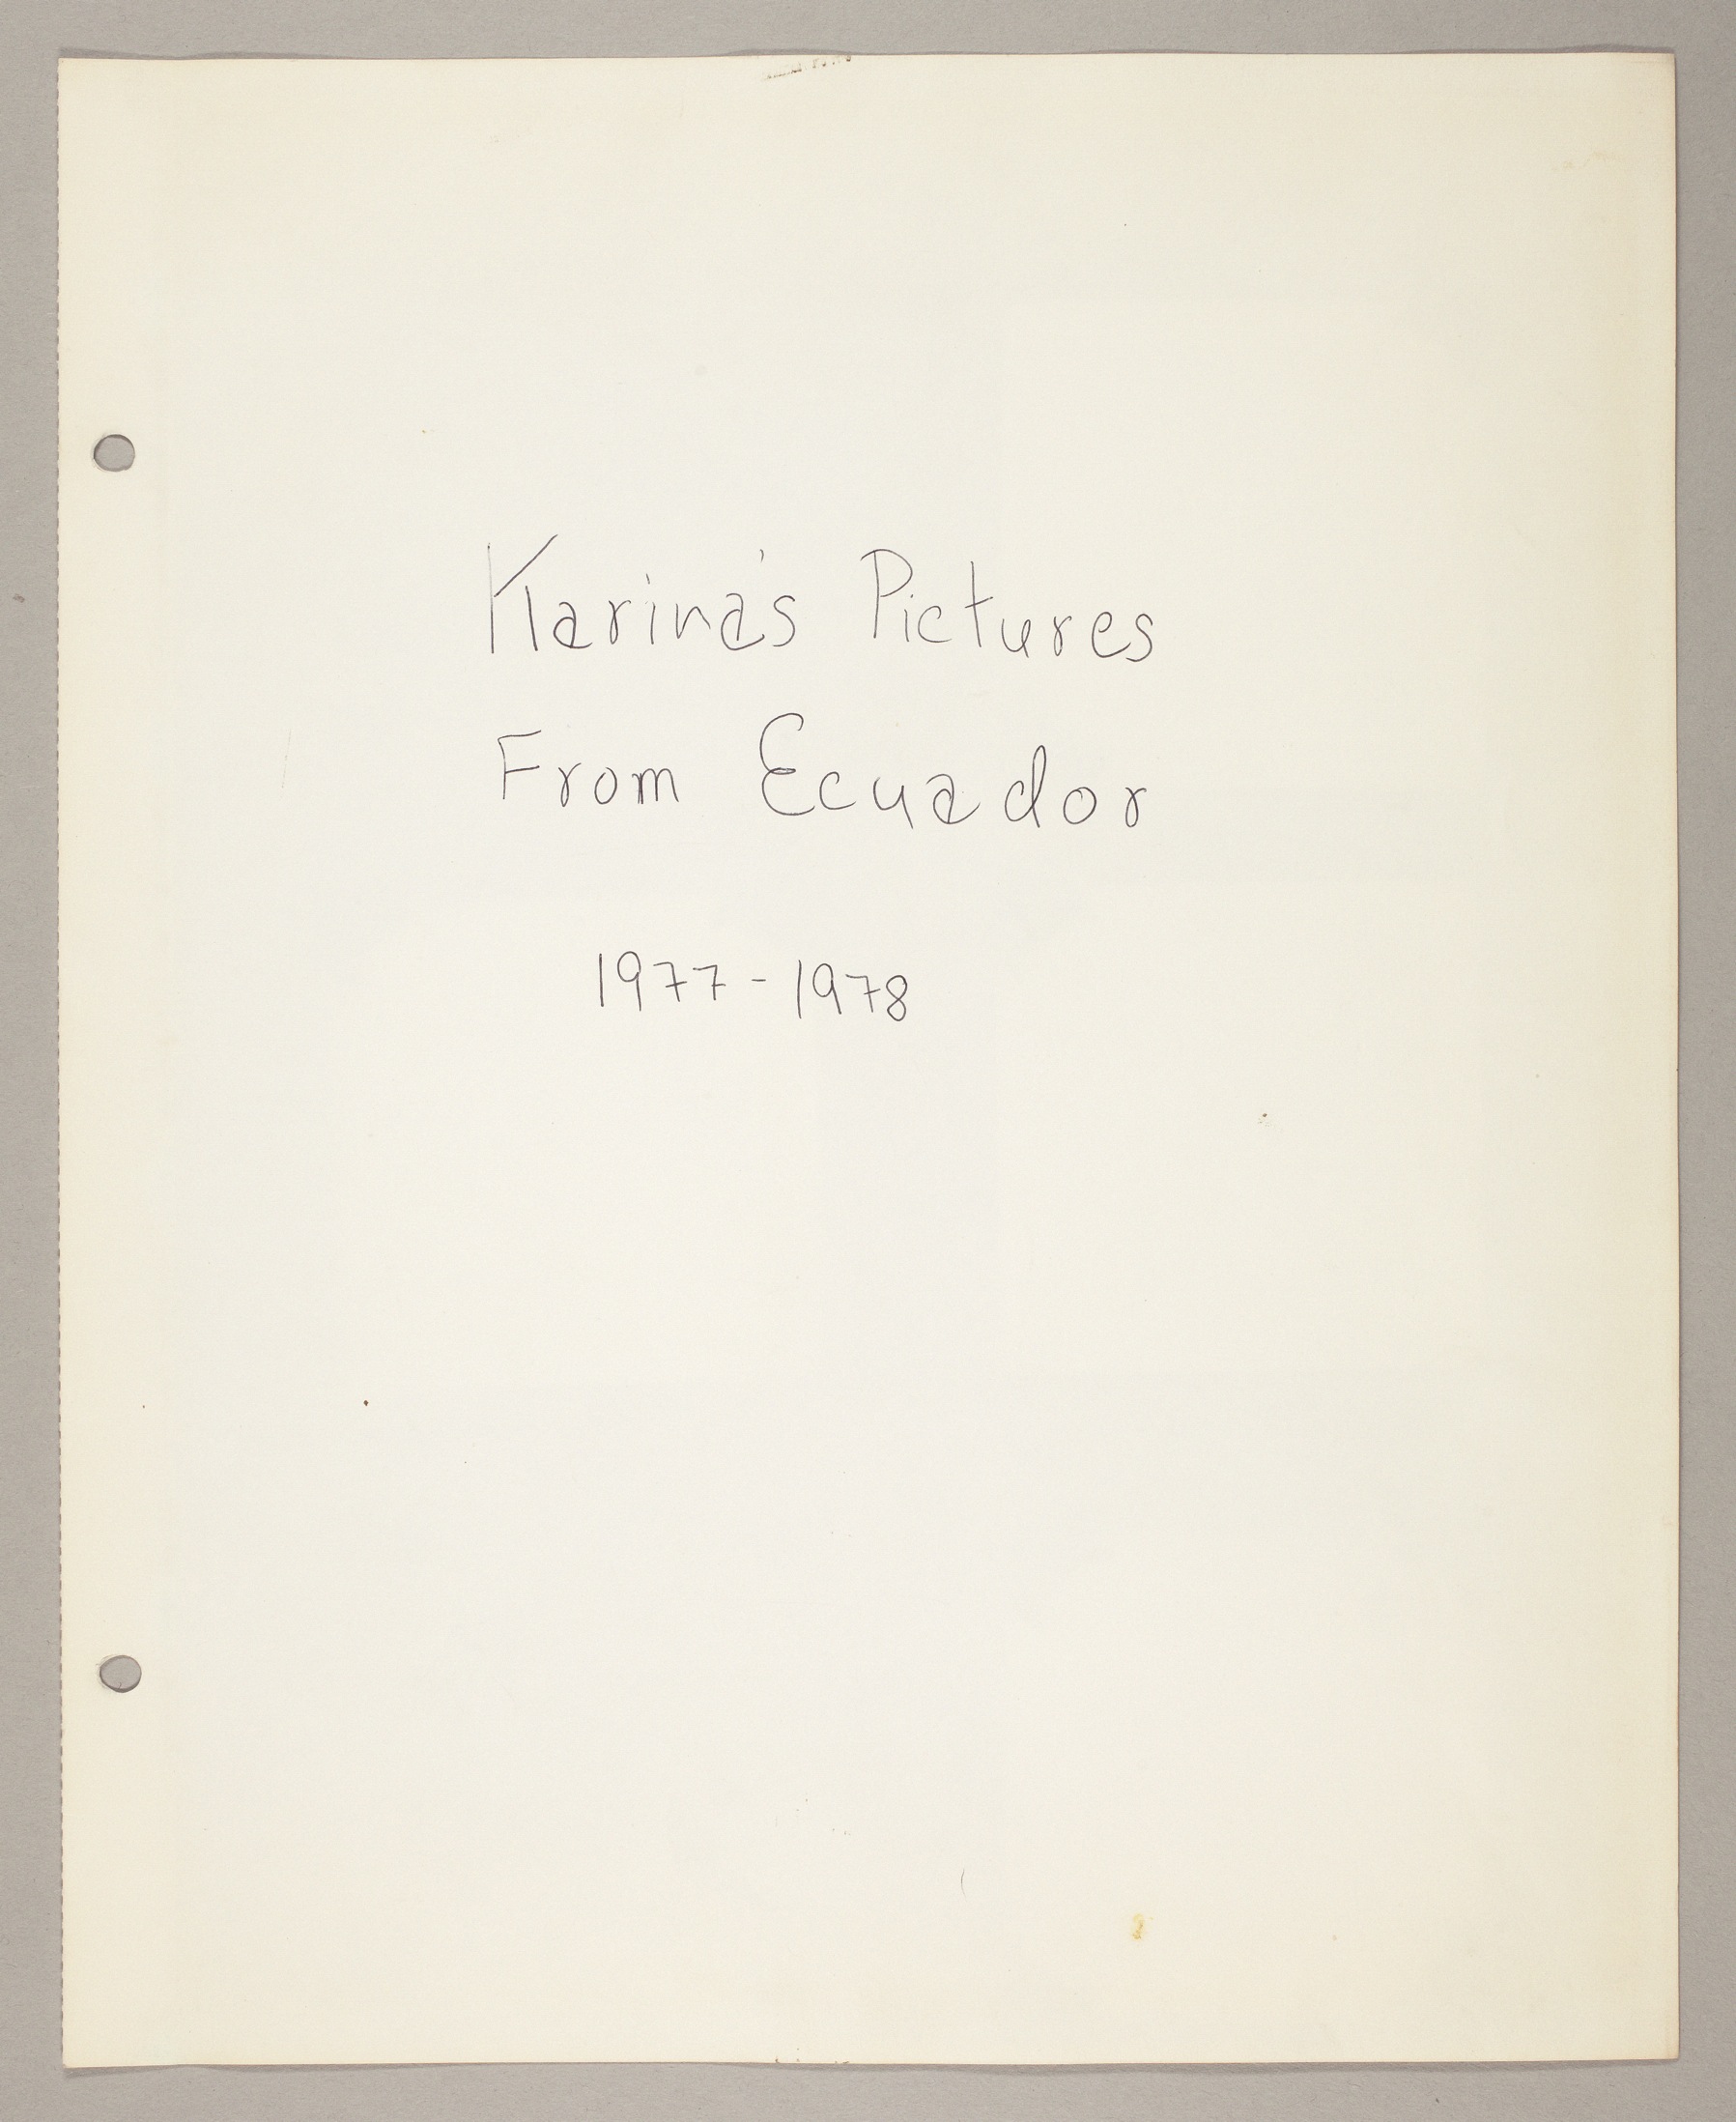 Karina's Pictures
From Ecuador
1977-1978